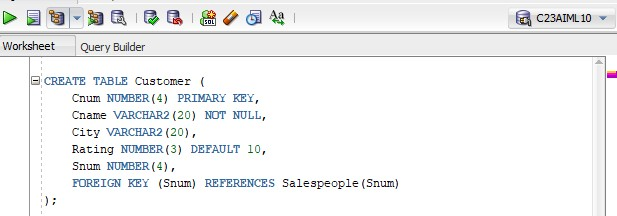 C23AIML10
Worksheet Query Builder
CREATE TABLE Customer (
Cnum NUMBER(4) PRIMARY KEY,
Cname VARCHAR2(20) NOT NULL,
City VARCHAR2(20),
Rating NUMBER(3) DEFAULT 10,
Snum NUMBER(4),
FOREIGN KEY (Snum) REFERENCES Salespeople(Snum)
);